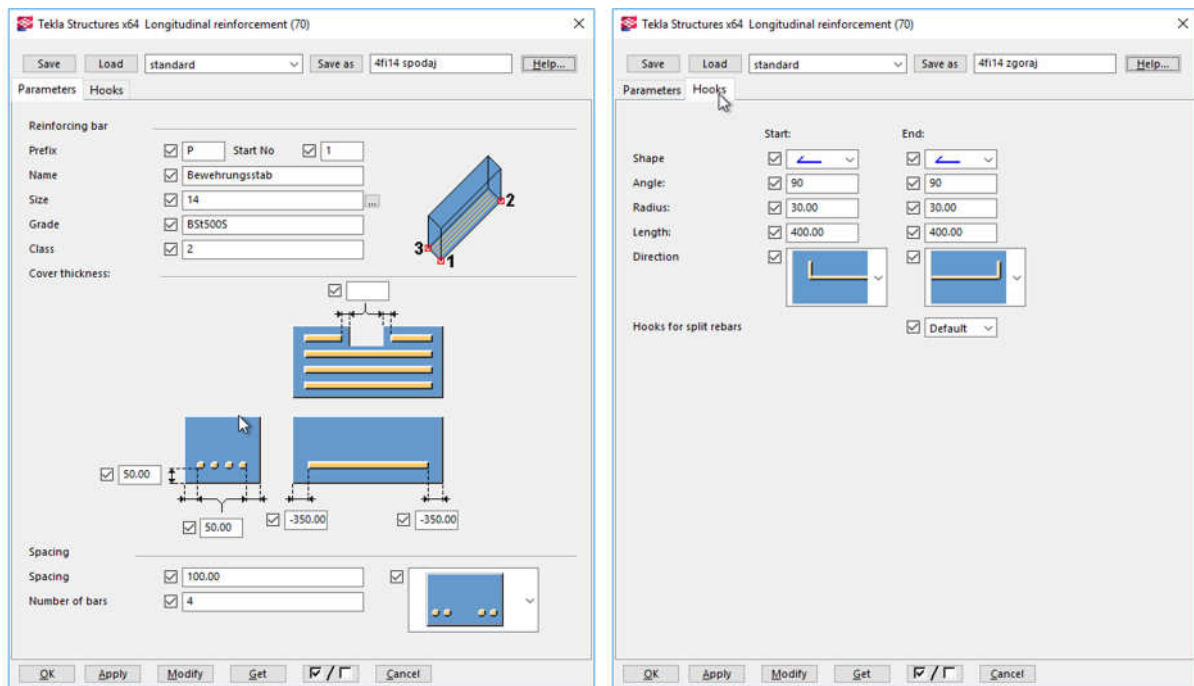 Tekla Structures x64 Longitudinal reinforcement (70)
Save Load standard Save as 4fi14 spodaj Help...
Parameters Hooks
Reinforcing bar
Prefix P Start No 1
Name Bewehrungsstab
Size 14 ...
Grade BSt500S
Class 2
3 1 2
Cover thickness:
50.00
50.00 -350.00 -350.00
Spacing
Spacing 100.00
Number of bars 4
OK Apply Modify Get / Cancel
Tekla Structures x64 Longitudinal reinforcement (70)
Save Load standard Save as 4fi14 zgoraj Help...
Parameters Hooks
Start: End:
Shape
Angle: 90 90
Radius: 30.00 30.00
Length: 400.00 400.00
Direction
Hooks for split rebars Default
OK Apply Modify Get / Cancel